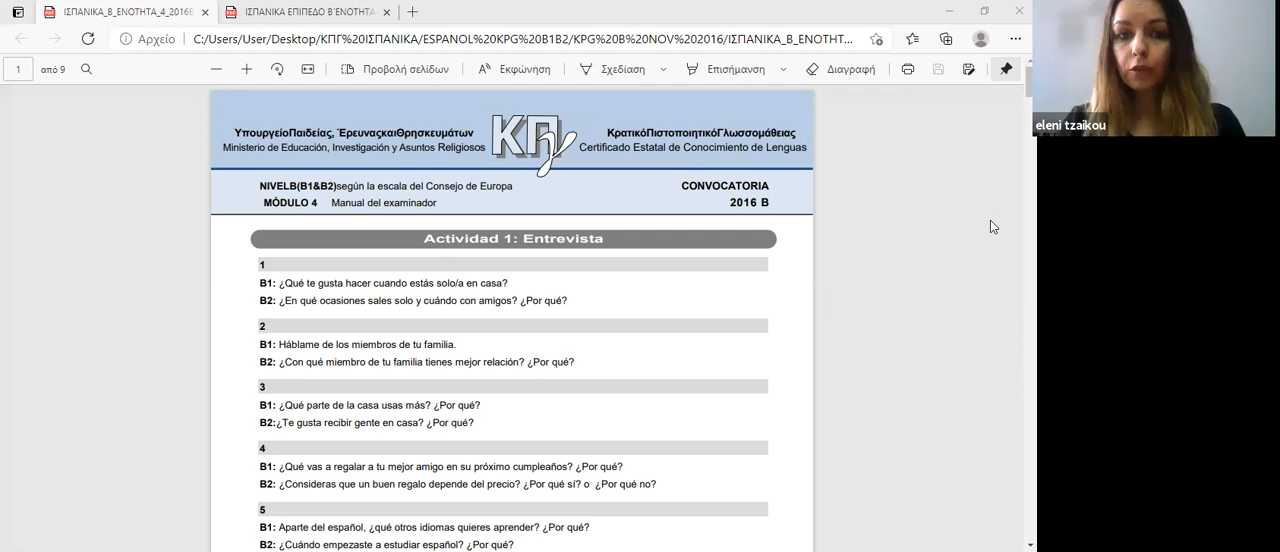 ΙΣΠΑΝΙΚΑ_Β_ΕΝΟΤΗΤΑ_4_2016Β
ΙΣΠΑΝΙΚΑ ΕΠΙΠΕΔΟ Β΄ΕΝΟΤΗΤΑ
Αρχείο
C:/Users/User/Desktop/ΚΠΓ%20ΙΣΠΑΝΙΚΑ/ESPANOL%20KPG%20B1B2/KPG%20B%20NOV%202016/ΙΣΠΑΝΙΚΑ_Β_ΕΝΟΤΗΤ...
1 από 9
Προβολή σελίδων
Εκφώνηση
Σχεδίαση
Επισήμανση
Διαγραφή
eleni tzaikou
ΥπουργείοΠαιδείας, ΈρευναςκαιΘρησκευμάτων
Ministerio de Educación, Investigación y Asuntos Religiosos
ΚΠγ
ΚρατικόΠιστοποιητικόΓλωσσομάθειας
Certificado Estatal de Conocimiento de Lenguas
NIVELB(B1&B2)según la escala del Consejo de Europa
CONVOCATORIA
MÓDULO 4 Manual del examinador
2016 B
Actividad 1: Entrevista
1
B1: ¿Qué te gusta hacer cuando estás solo/a en casa?
B2: ¿En qué ocasiones sales solo y cuándo con amigos? ¿Por qué?
2
B1: Háblame de los miembros de tu familia.
B2: ¿Con qué miembro de tu familia tienes mejor relación? ¿Por qué?
3
B1: ¿Qué parte de la casa usas más? ¿Por qué?
B2:¿Te gusta recibir gente en casa? ¿Por qué?
4
B1: ¿Qué vas a regalar a tu mejor amigo en su próximo cumpleaños? ¿Por qué?
B2: ¿Consideras que un buen regalo depende del precio? ¿Por qué sí? o ¿Por qué no?
5
B1: Aparte del español, ¿qué otros idiomas quieres aprender? ¿Por qué?
B2: ¿Cuándo empezaste a estudiar español? ¿Por qué?